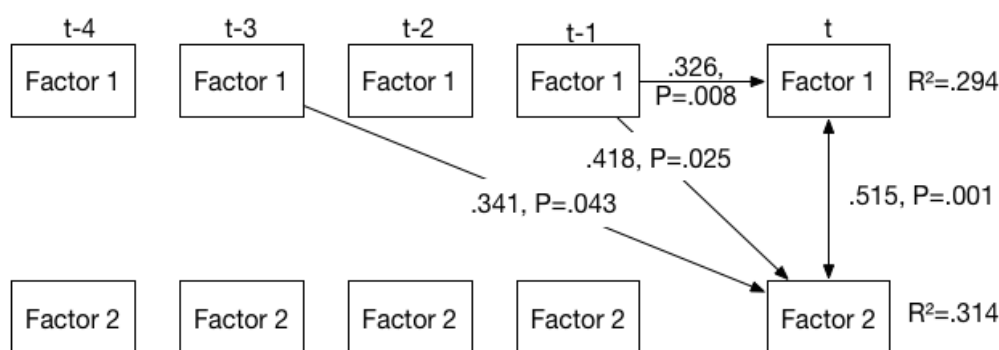 t-4 t-3 t-2 t-1 t
Factor 1 Factor 1 Factor 1 Factor 1 .326, Factor 1 R²=.294
P=.008
.418, P=.025
.341, P=.043 .515, P=.001
Factor 2 Factor 2 Factor 2 Factor 2 Factor 2 R²=.314